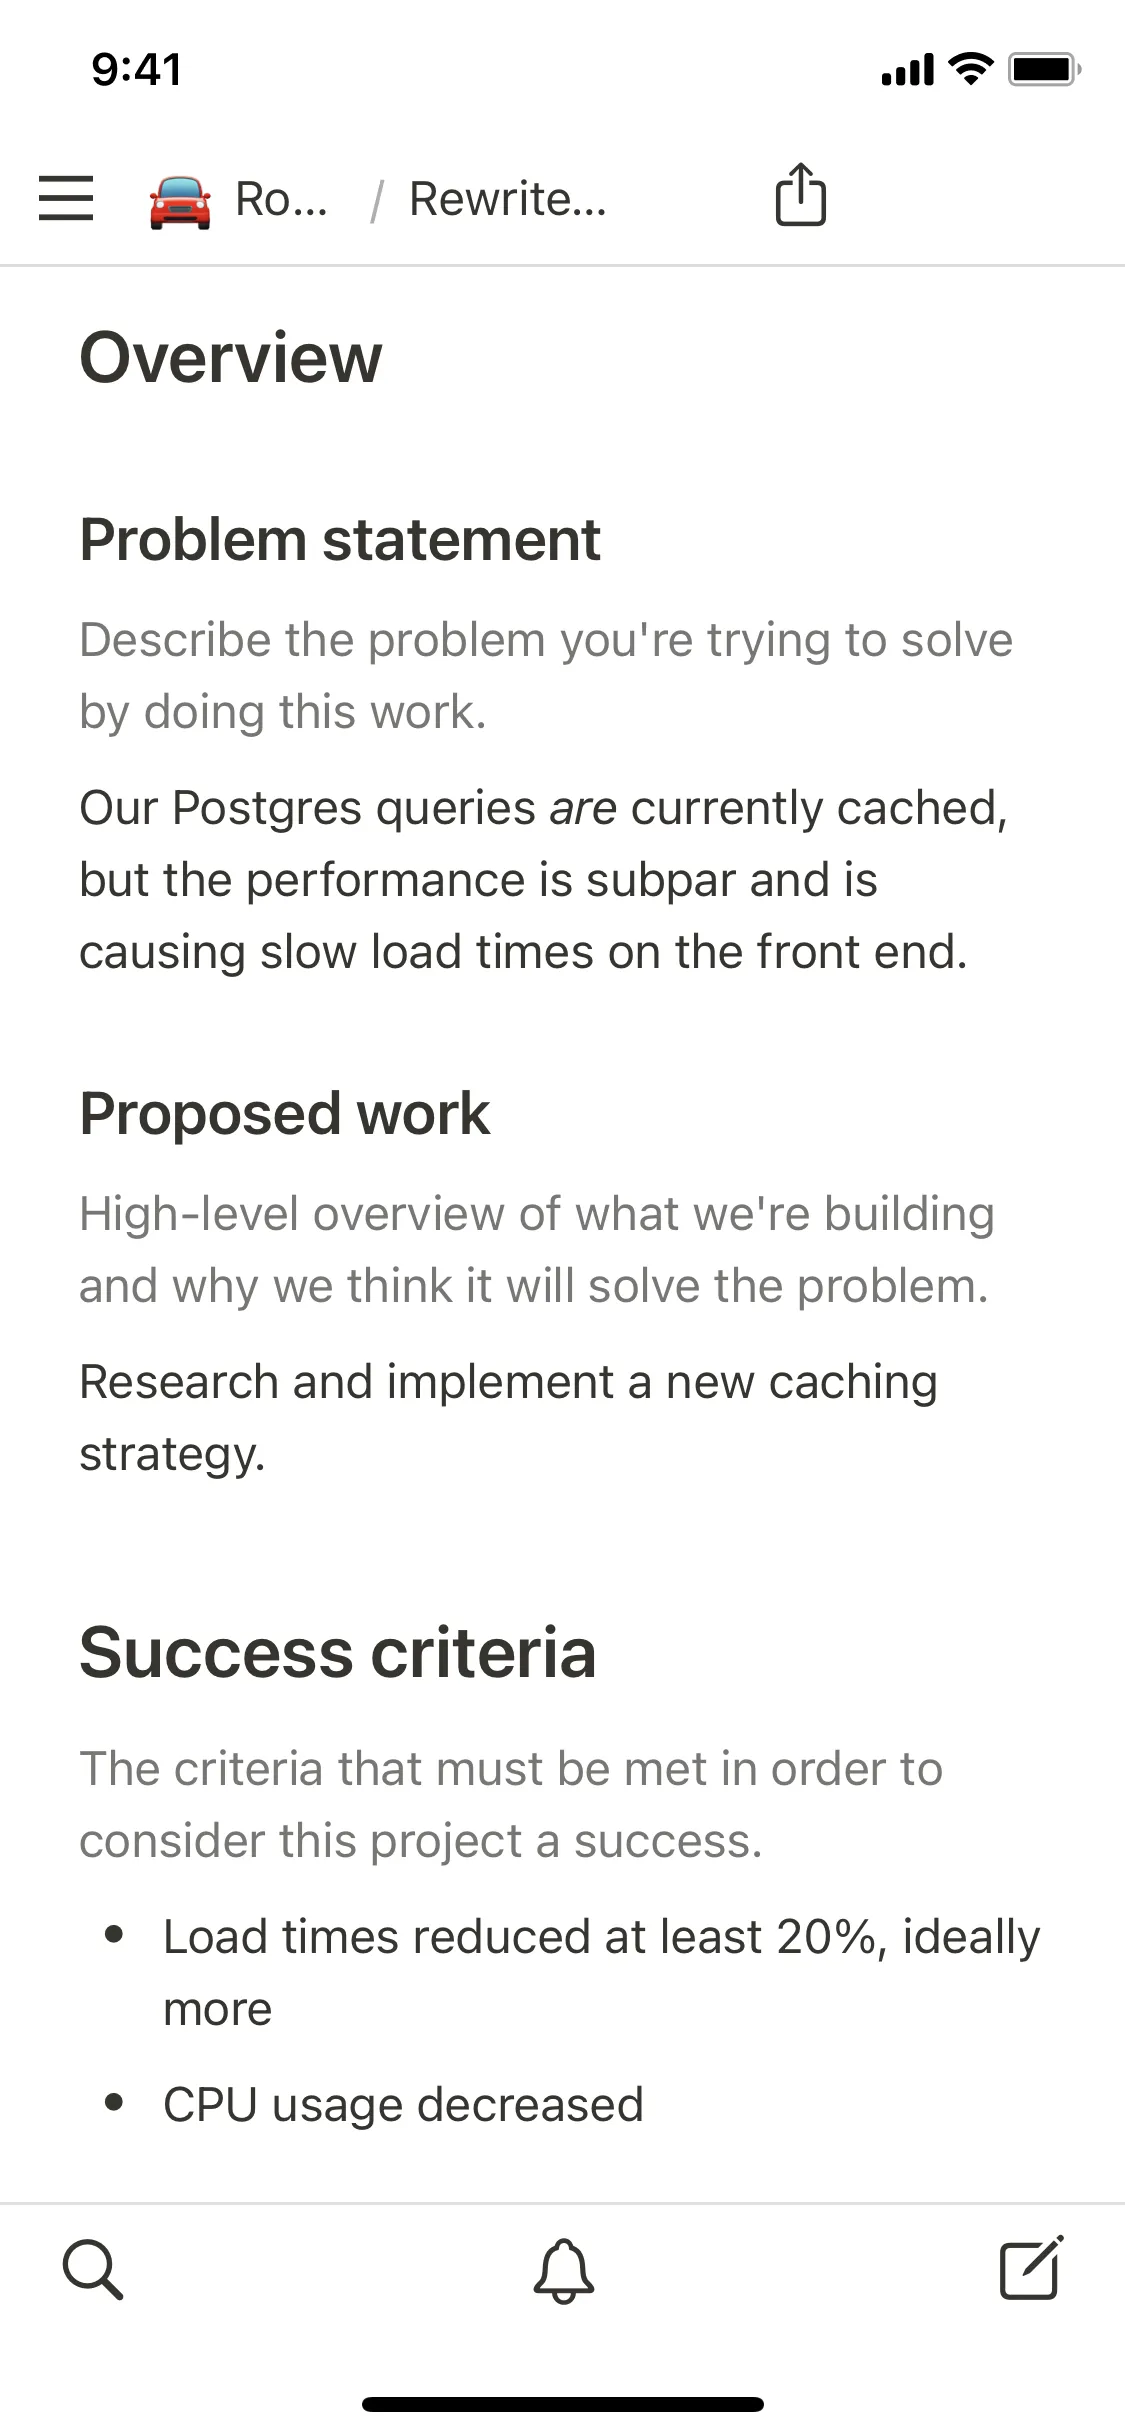 9:41
Ro... / Rewrite...
Overview
Problem statement
Describe the problem you're trying to solve
by doing this work.
Our Postgres queries are currently cached,
but the performance is subpar and is
causing slow load times on the front end.
Proposed work
High-level overview of what we're building
and why we think it will solve the problem.
Research and implement a new caching
strategy.
Success criteria
The criteria that must be met in order to
consider this project a success.
• Load times reduced at least 20%, ideally
more
• CPU usage decreased